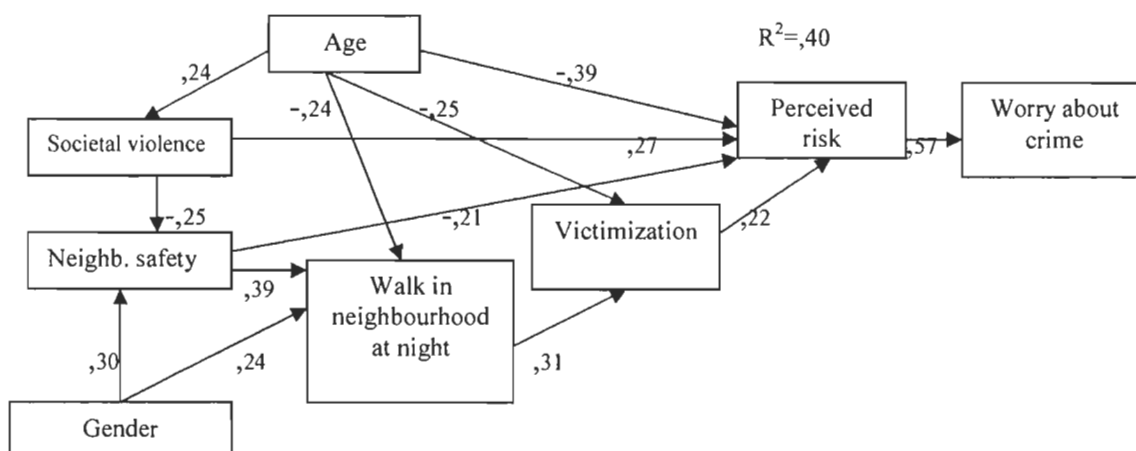 Age
R²=,40
,24
-,39
Societal violence
-,24
-,25
Perceived
risk
Worry about
crime
,27
,57
-,25
-,21
Victimization
,22
Neighb. safety
,39
Walk in
neighbourhood
at night
,30
,24
,31
Gender